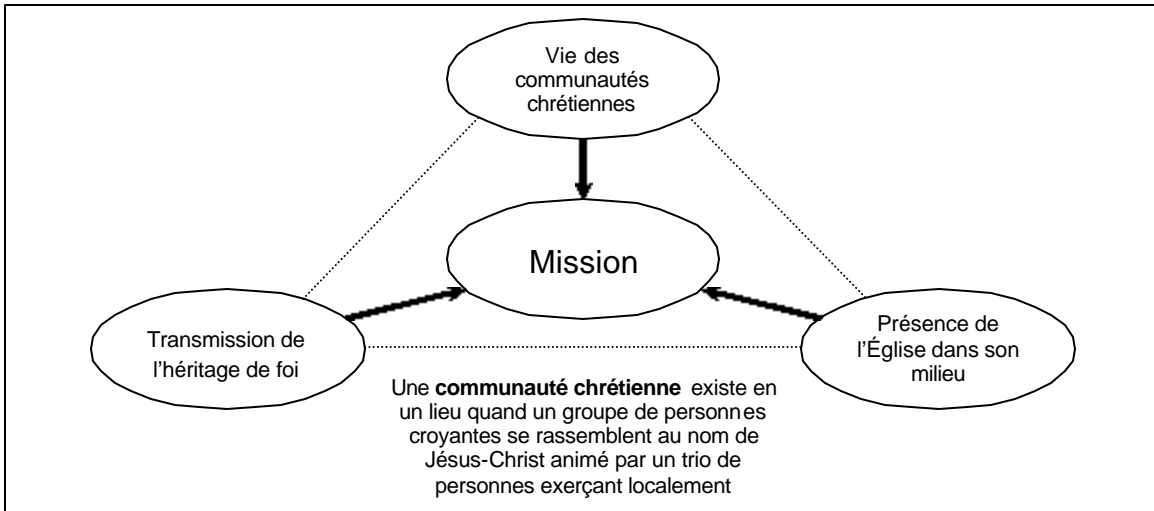 Vie des
communautés
chrétiennes
Mission
Transmission de
l'héritage de foi
Présence de
l'Église dans son
milieu
Une communauté chrétienne existe en
un lieu quand un groupe de personnes
croyantes se rassemblent au nom de
Jésus-Christ animé par un trio de
personnes exerçant localement